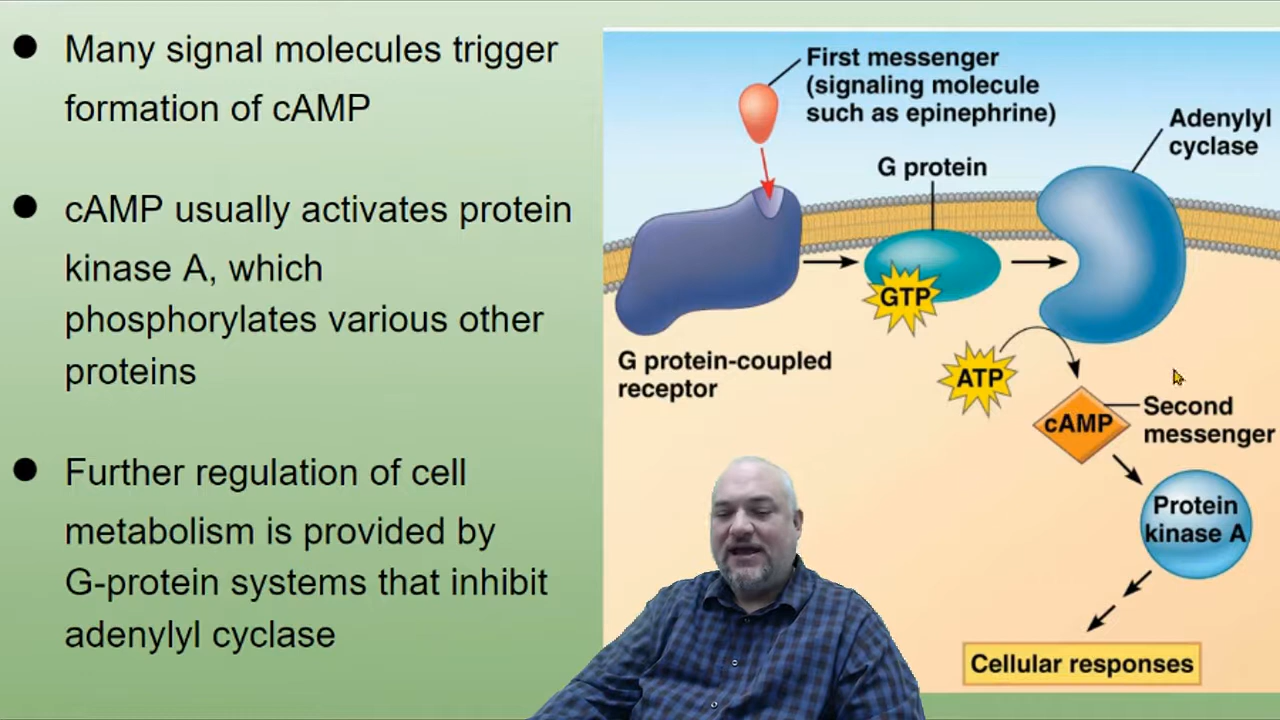 Many signal molecules trigger
formation of cAMP
cAMP usually activates protein
kinase A, which
phosphorylates various other
proteins
Further regulation of cell
metabolism is provided by
G-protein systems that inhibit
adenylyl cyclase
First messenger
(signaling molecule
such as epinephrine)
Adenylyl
cyclase
G protein
GTP
G protein-coupled
receptor
ATP
cAMP
Second
messenger
Protein
kinase A
Cellular responses